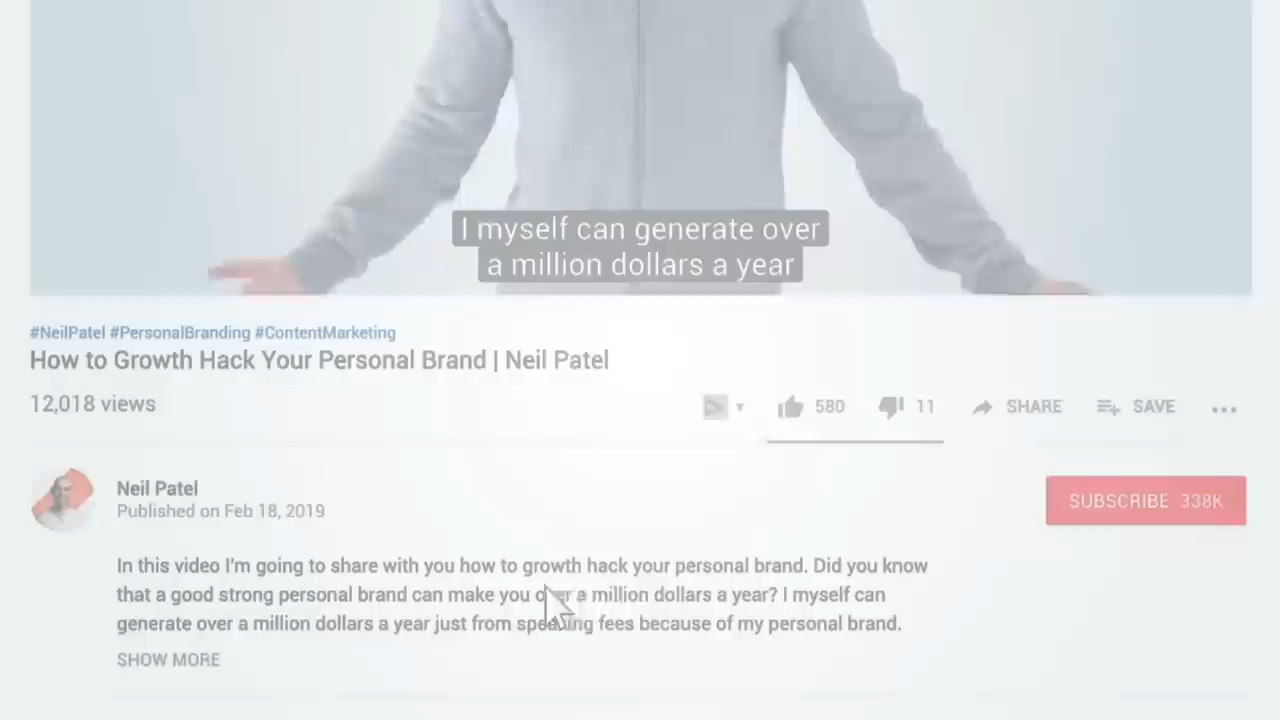 I myself can generate over
a million dollars a year
#NeilPatel #PersonalBranding #ContentMarketing
How to Growth Hack Your Personal Brand | Neil Patel
12,018 views
580 11 SHARE SAVE
Neil Patel
Published on Feb 18, 2019
SUBSCRIBE 338K
In this video I'm going to share with you how to growth hack your personal brand. Did you know
that a good strong personal brand can make you over a million dollars a year? I myself can
generate over a million dollars a year just from speaking fees because of my personal brand.
SHOW MORE